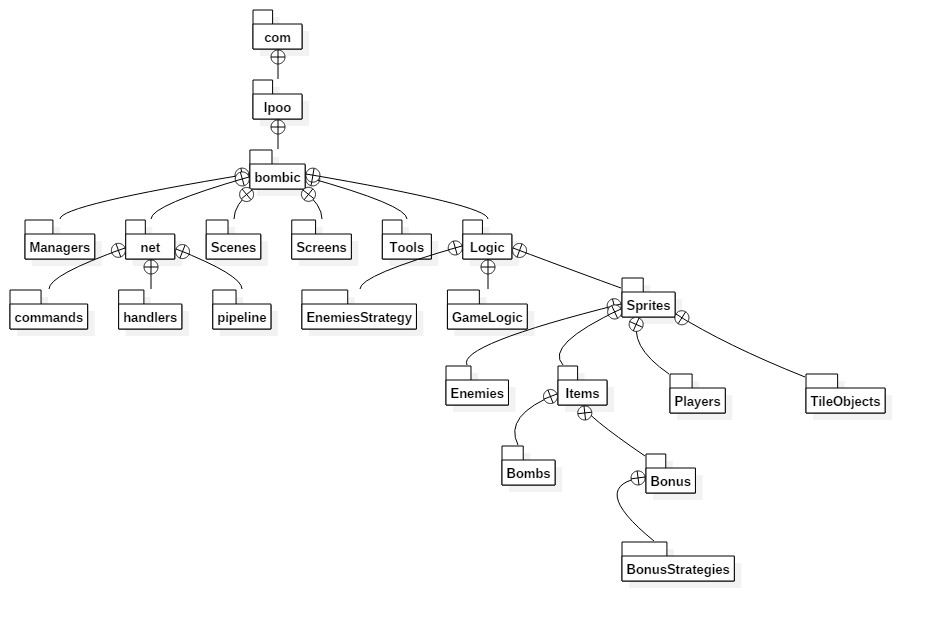 com
lpoo
bombic
Managers
net
Scenes
Screens
Tools
Logic
commands
handlers
pipeline
EnemiesStrategy
GameLogic
Sprites
Enemies
Items
Players
TileObjects
Bombs
Bonus
BonusStrategies